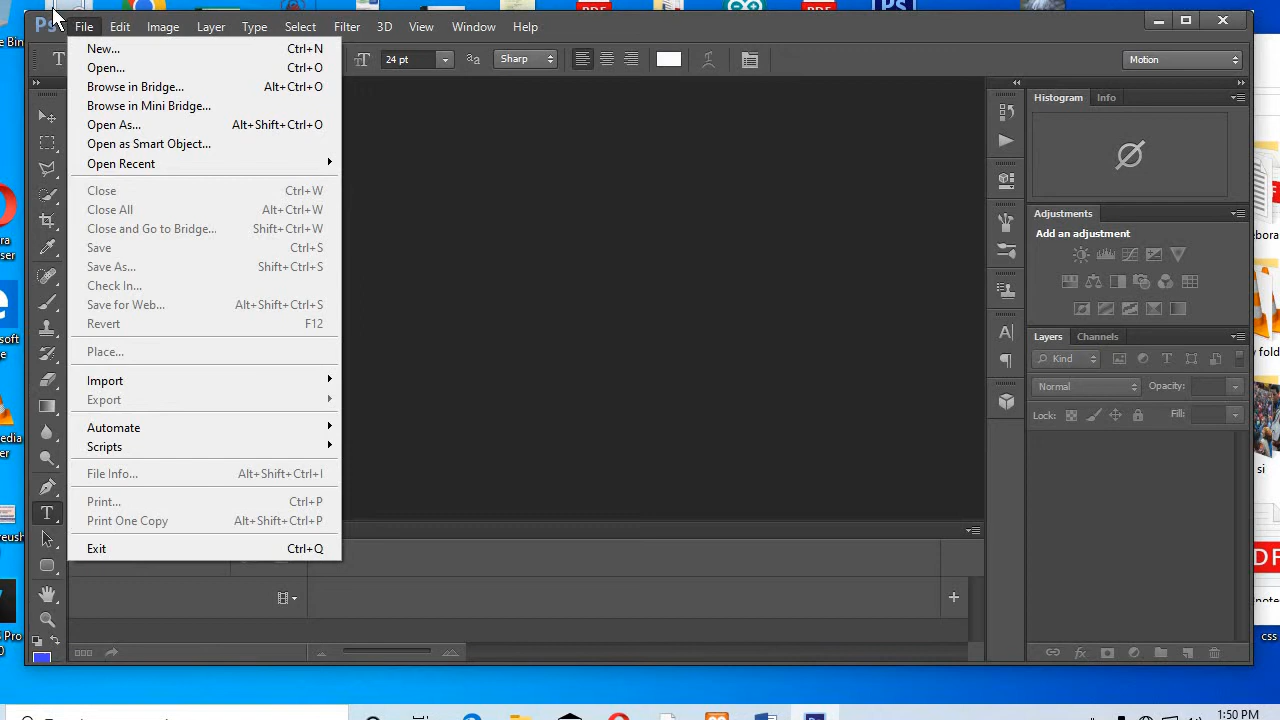 Ps File Edit Image Layer Type Select Filter 3D View Window Help
T 24 pt aa Sharp Motion
New... Ctrl+N
Open... Ctrl+O
Browse in Bridge... Alt+Ctrl+O
Browse in Mini Bridge...
Open As... Alt+Shift+Ctrl+O
Open as Smart Object...
Open Recent
Close Ctrl+W
Close All Alt+Ctrl+W
Close and Go to Bridge... Shift+Ctrl+W
Save Ctrl+S
Save As... Shift+Ctrl+S
Check In...
Save for Web... Alt+Shift+Ctrl+S
Revert F12
Place...
Import
Export
Automate
Scripts
File Info... Alt+Shift+Ctrl+I
Print... Ctrl+P
Print One Copy Alt+Shift+Ctrl+P
Exit Ctrl+Q
Histogram Info
Adjustments
Add an adjustment
Layers Channels
Kind
Normal Opacity:
Lock: Fill:
si
PDF
css
1:50 PM